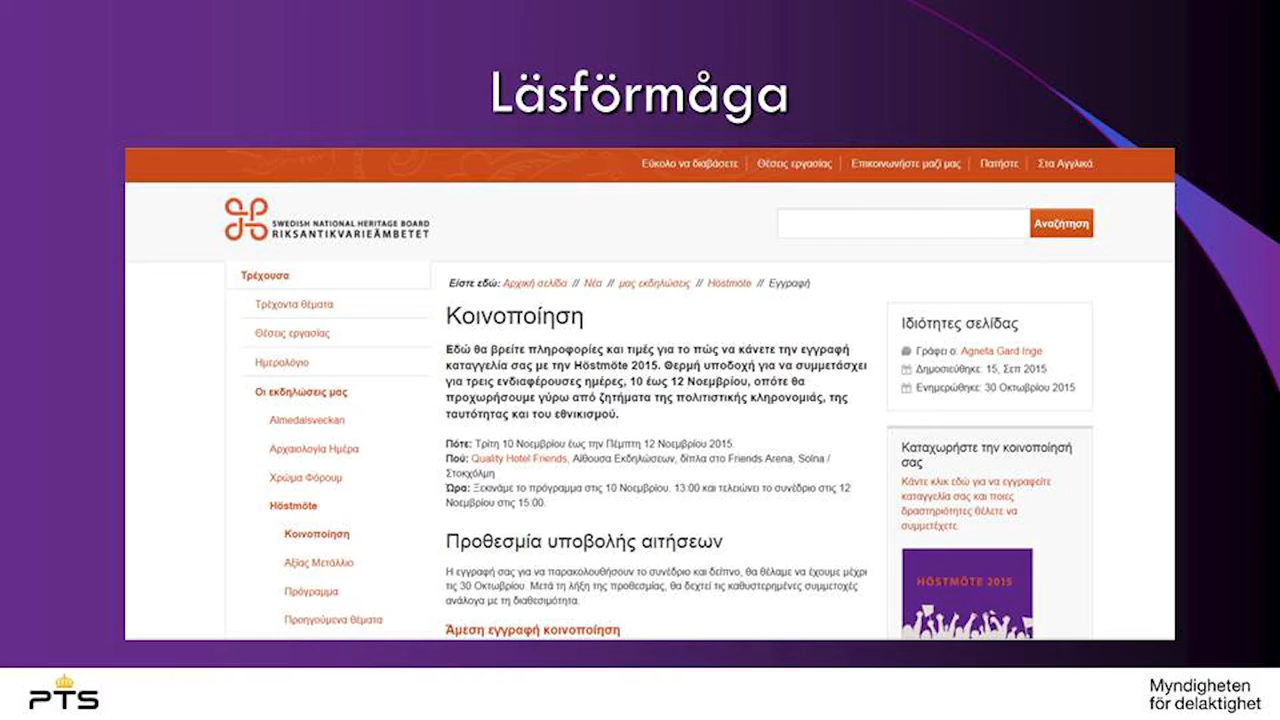 Läsförmåga
Εύκολο να διαβάσετε Θέσεις εργασίας Επικοινωνήστε μαζί μας Πατήστε Στα Αγγλικά
SWEDISH NATIONAL HERITAGE BOARD
RIKSANTIKVARIEÄMBETET
Αναζήτηση
Τρέχουσα
Τρέχοντα θέματα
Θέσεις εργασίας
Ημερολόγιο
Οι εκδηλώσεις μας
Almedalsveckan
Αρχαιολογία Ημέρα
Χρώμα Φόρουμ
Höstmöte
Κοινοποίηση
Αξίας Μετάλλιο
Πρόγραμμα
Προηγούμενα θέματα
Είστε εδώ: Αρχική σελίδα // Νέα // μας εκδηλώσεις // Höstmöte // Εγγραφή
Κοινοποίηση
Εδώ θα βρείτε πληροφορίες και τιμές για το πώς να κάνετε την εγγραφή
καταγγελία σας με την Höstmöte 2015. Θερμή υποδοχή για να συμμετάσχει
για τρεις ενδιαφέρουσες ημέρες, 10 έως 12 Νοεμβρίου, οπότε θα
προχωρήσουμε γύρω από ζητήματα της πολιτιστικής κληρονομιάς, της
ταυτότητας και του εθνικισμού.
Πότε: Τρίτη 10 Νοεμβρίου έως την Πέμπτη 12 Νοεμβρίου 2015.
Πού: Quality Hotel Friends, Αίθουσα Εκδηλώσεων, δίπλα στο Friends Arena, Solna /
Στοκχόλμη
Ώρα: Ξεκινάμε το πρόγραμμα στις 10 Νοεμβρίου. 13:00 και τελειώνει το συνέδριο στις 12
Νοεμβρίου στις 15:00.
Προθεσμία υποβολής αιτήσεων
Η εγγραφή σας για να παρακολουθήσουν το συνέδριο και δείπνο, θα θέλαμε να έχουμε μέχρι
τις 30 Οκτωβρίου. Μετά τη λήξη της προθεσμίας, θα δεχτεί τις καθυστερημένες συμμετοχές
ανάλογα με τη διαθεσιμότητα.
Άμεση εγγραφή κοινοποίηση
Ιδιότητες σελίδας
Γράφει ο: Agneta Gard Inge
Δημοσιεύθηκε: 15, Σεπ 2015
Ενημερώθηκε: 30 Οκτωβρίου 2015
Καταχωρήστε την κοινοποίησή
σας
Κάντε κλικ εδώ για να εγγραφείτε
καταγγελία σας και ποιες
δραστηριότητες θέλετε να
συμμετέχετε.
HÖSTMÖTE 2015
PTS
Myndigheten
för delaktighet